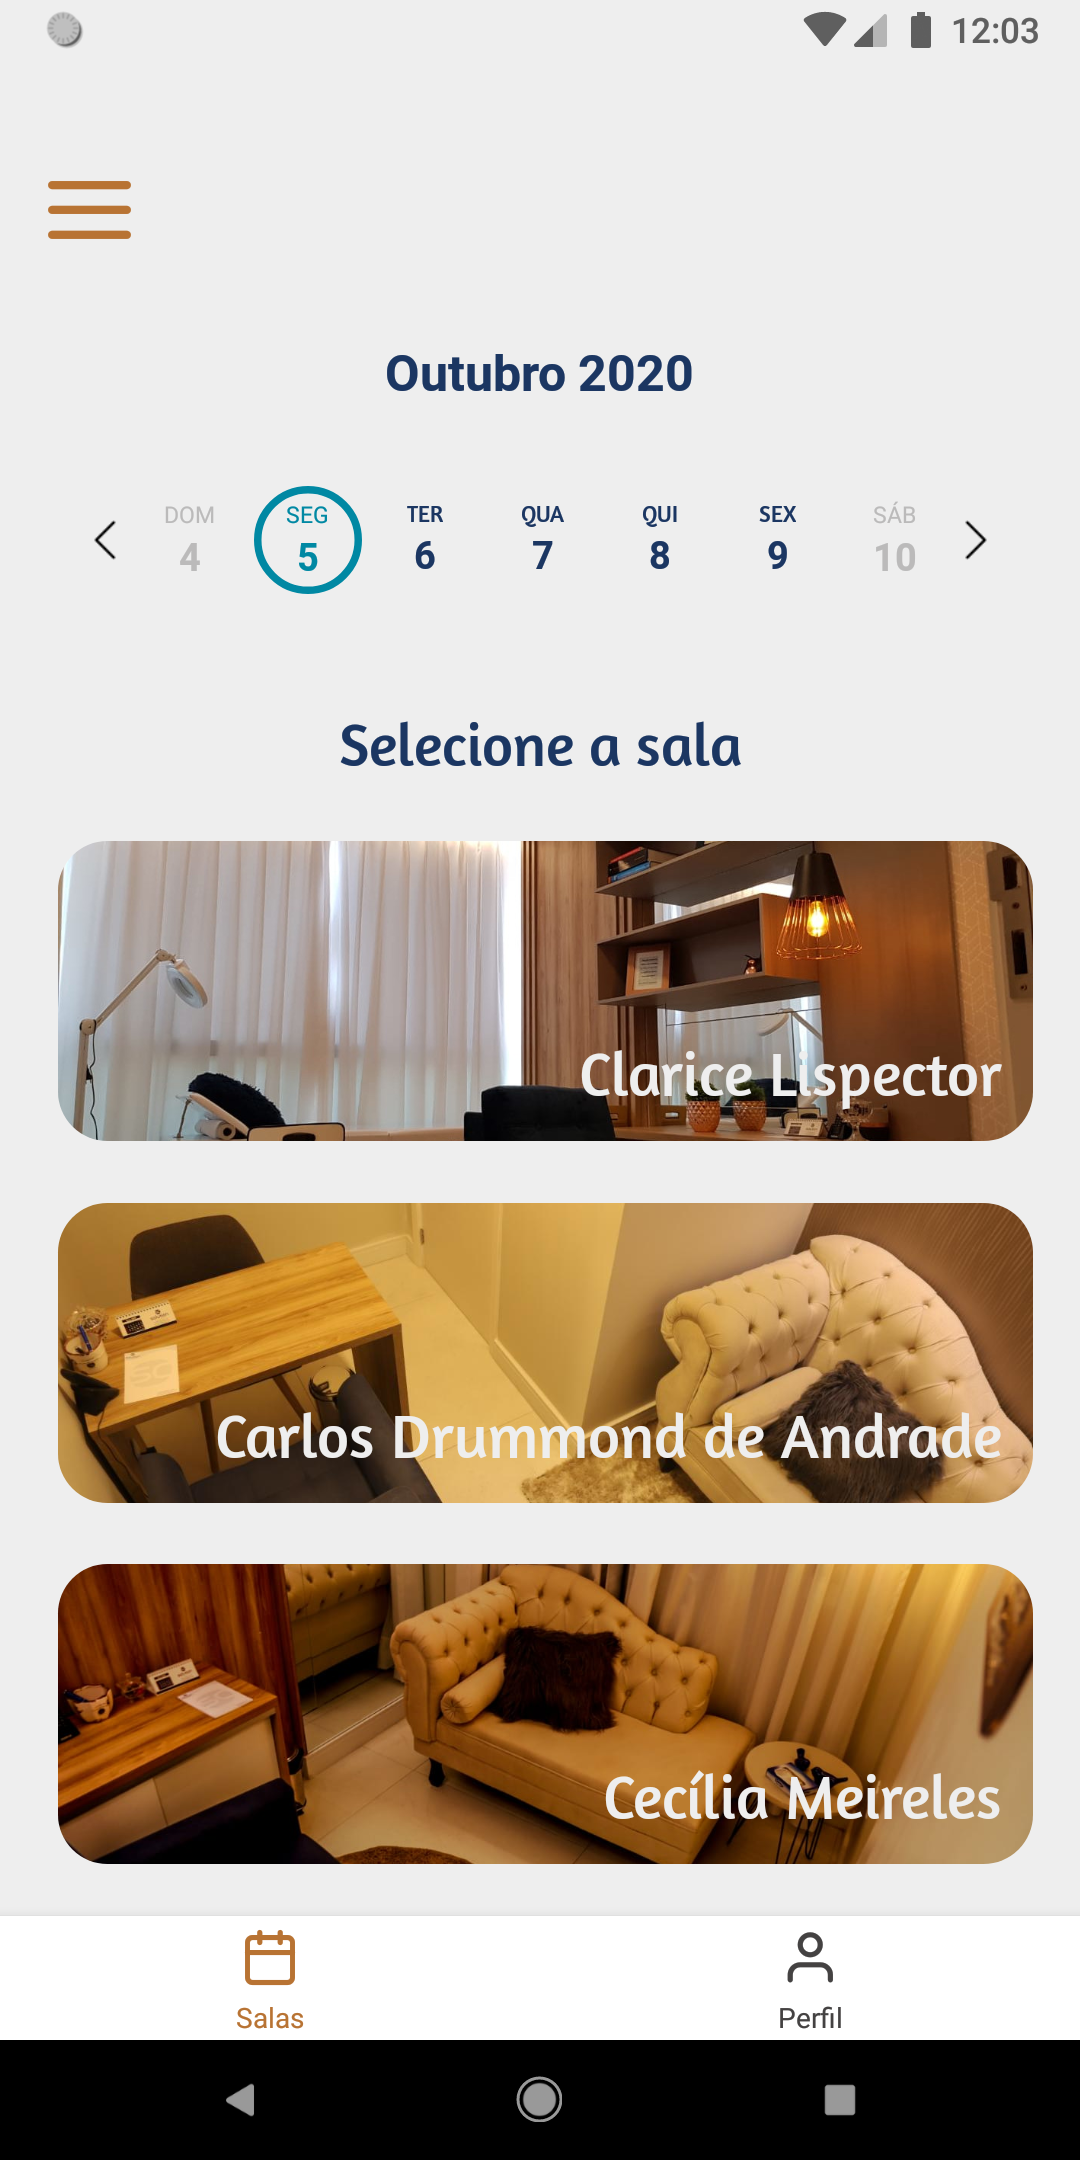 12:03
Outubro 2020
DOM SEG TER QUA QUI SEX SÁB
4 5 6 7 8 9 10
Selecione a sala
Clarice Lispector
Carlos Drummond de Andrade
Cecília Meireles
Salas Perfil